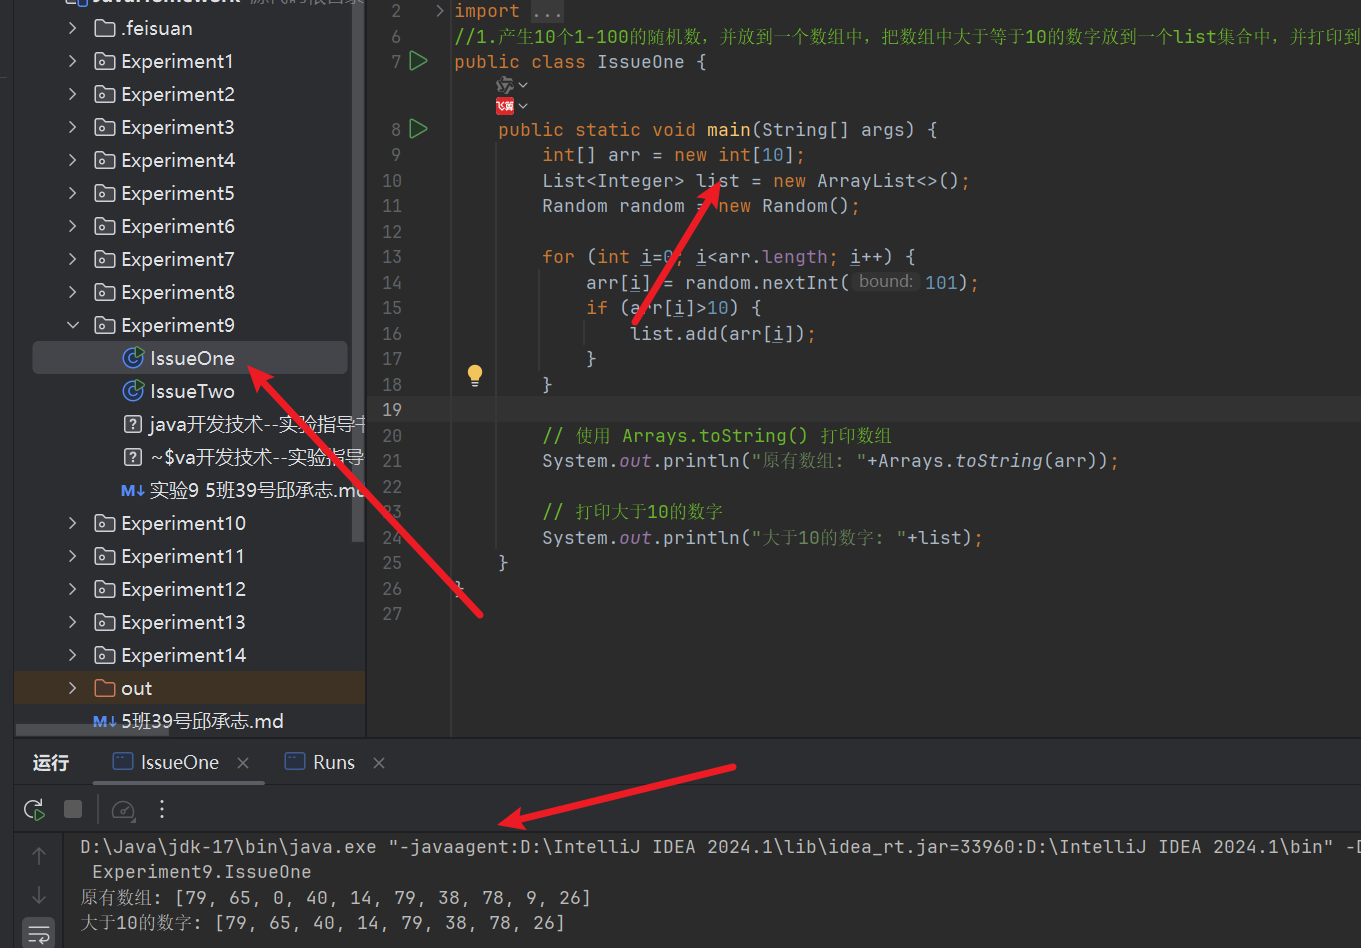 .feisuan
Experiment1
Experiment2
Experiment3
Experiment4
Experiment5
Experiment6
Experiment7
Experiment8
Experiment9
IssueOne
IssueTwo
java开发技术--实验指导书
~$va开发技术--实验指导
实验9 5班39号邱承志.md
Experiment10
Experiment11
Experiment12
Experiment13
Experiment14
out
5班39号邱承志.md
2 import ...
6 //1.产生10个1-100的随机数，并放到一个数组中，把数组中大于等于10的数字放到一个list集合中，并打印到
7 public class IssueOne {
飞算
8 public static void main(String[] args) {
9 int[] arr = new int[10];
10 List<Integer> list = new ArrayList<>();
11 Random random = new Random();
12
13 for (int i=0; i<arr.length; i++) {
14 arr[i] = random.nextInt( bound: 101);
15 if (arr[i]>10) {
16 list.add(arr[i]);
17 }
18 }
19
20 // 使用 Arrays.toString() 打印数组
21 System.out.println("原有数组: "+Arrays.toString(arr));
22
23 // 打印大于10的数字
24 System.out.println("大于10的数字: "+list);
25 }
26 }
27
运行 IssueOne Runs
D:\Java\jdk-17\bin\java.exe "-javaagent:D:\IntelliJ IDEA 2024.1\lib\idea_rt.jar=33960:D:\IntelliJ IDEA 2024.1\bin" -D
Experiment9.IssueOne
原有数组: [79, 65, 0, 40, 14, 79, 38, 78, 9, 26]
大于10的数字: [79, 65, 40, 14, 79, 38, 78, 26]